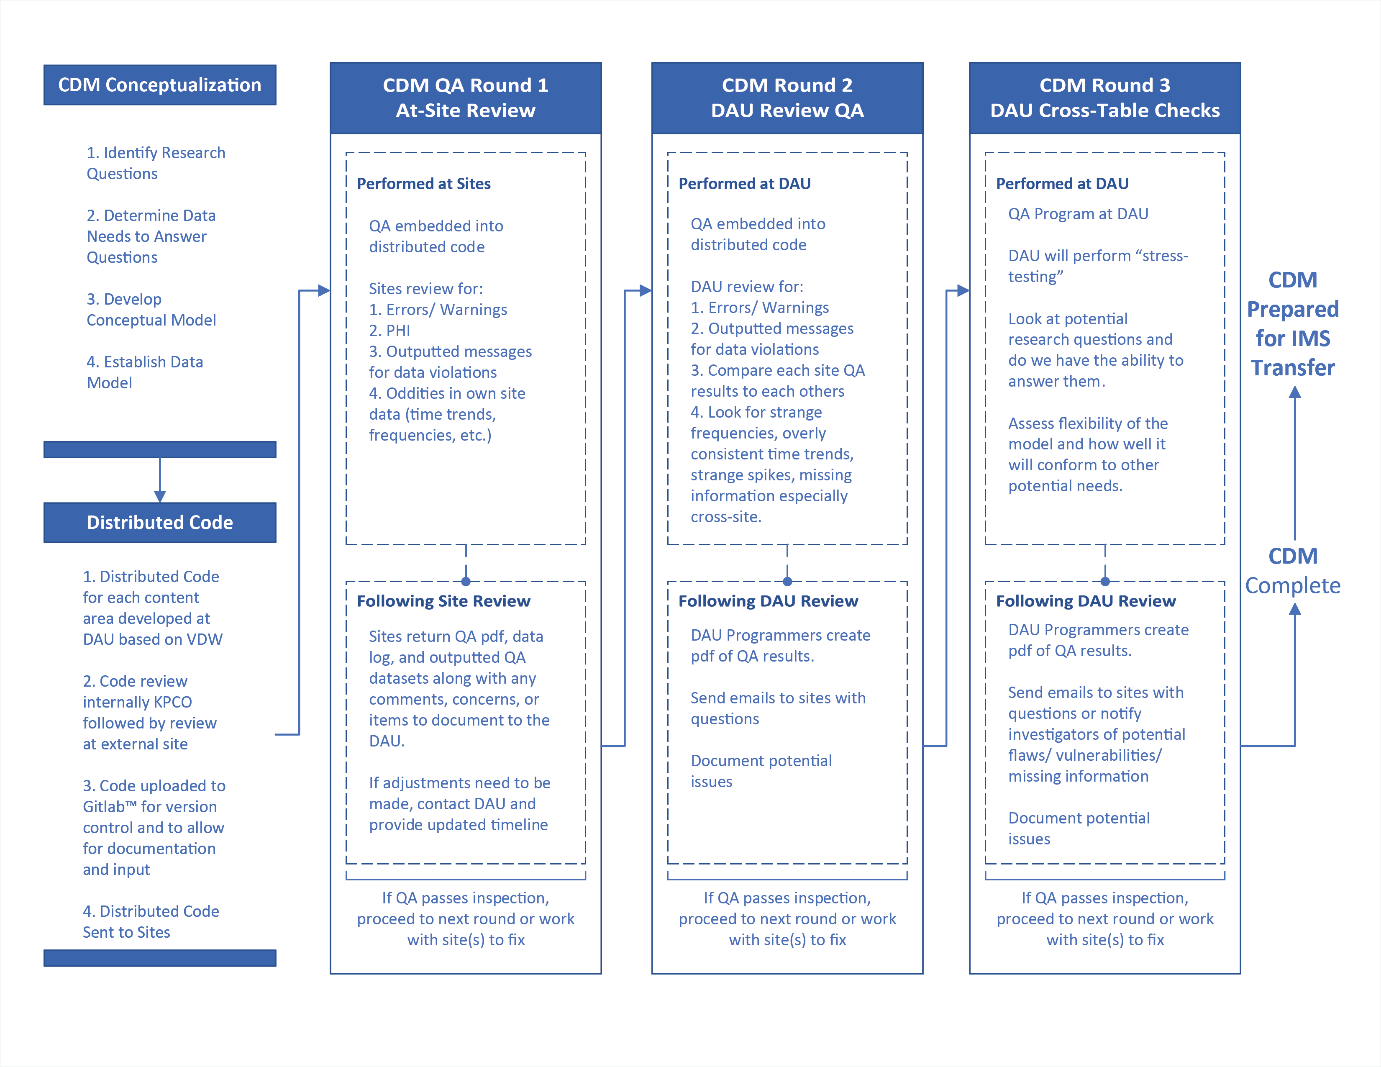 CDM Conceptualization
1. Identify Research
Questions
2. Determine Data
Needs to Answer
Questions
3. Develop
Conceptual Model
4. Establish Data
Model
Distributed Code
1. Distributed Code
for each content
area developed at
DAU based on VDW
2. Code review
internally KPCO
followed by review
at external site
3. Code uploaded to
Gitlab™ for version
control and to allow
for documentation
and input
4. Distributed Code
Sent to Sites
CDM QA Round 1
At-Site Review
Performed at Sites
QA embedded into
distributed code
Sites review for:
1. Errors/ Warnings
2. PHI
3. Outputted messages
for data violations
4. Oddities in own site
data (time trends,
frequencies, etc.)
Following Site Review
Sites return QA pdf, data
log, and outputted QA
datasets along with any
comments, concerns, or
items to document to the
DAU.
If adjustments need to be
made, contact DAU and
provide updated timeline
If QA passes inspection,
proceed to next round or work
with site(s) to fix
CDM Round 2
DAU Review QA
Performed at DAU
QA embedded into
distributed code
DAU review for:
1. Errors/ Warnings
2. Outputted messages
for data violations
3. Compare each site QA
results to each others
4. Look for strange
frequencies, overly
consistent time trends,
strange spikes, missing
information especially
cross-site.
Following DAU Review
DAU Programmers create
pdf of QA results.
Send emails to sites with
questions
Document potential
issues
If QA passes inspection,
proceed to next round or work
with site(s) to fix
CDM Round 3
DAU Cross-Table Checks
Performed at DAU
QA Program at DAU
DAU will perform “stress-
testing”
Look at potential
research questions and
do we have the ability to
answer them.
Assess flexibility of the
model and how well it
will conform to other
potential needs.
Following DAU Review
DAU Programmers create
pdf of QA results.
Send emails to sites with
questions or notify
investigators of potential
flaws/ vulnerabilities/
missing information
Document potential
issues
If QA passes inspection,
proceed to next round or work
with site(s) to fix
CDM
Prepared
for IMS
Transfer
CDM
Complete